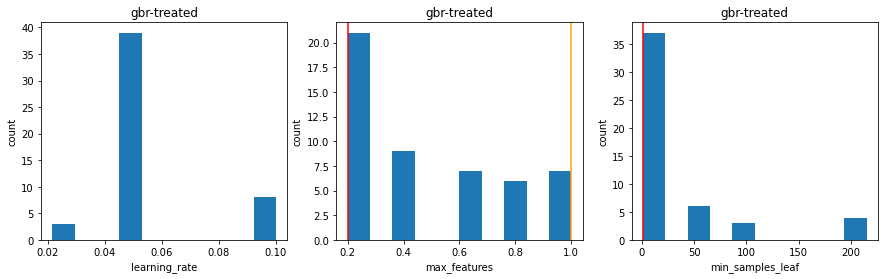 gbr-treated
count
40
35
30
25
20
15
10
5
0
0.02 0.04 0.06 0.08 0.10
learning_rate
gbr-treated
count
20.0
17.5
15.0
12.5
10.0
7.5
5.0
2.5
0.0
0.2 0.4 0.6 0.8 1.0
max_features
gbr-treated
count
35
30
25
20
15
10
5
0
0 50 100 150 200
min_samples_leaf